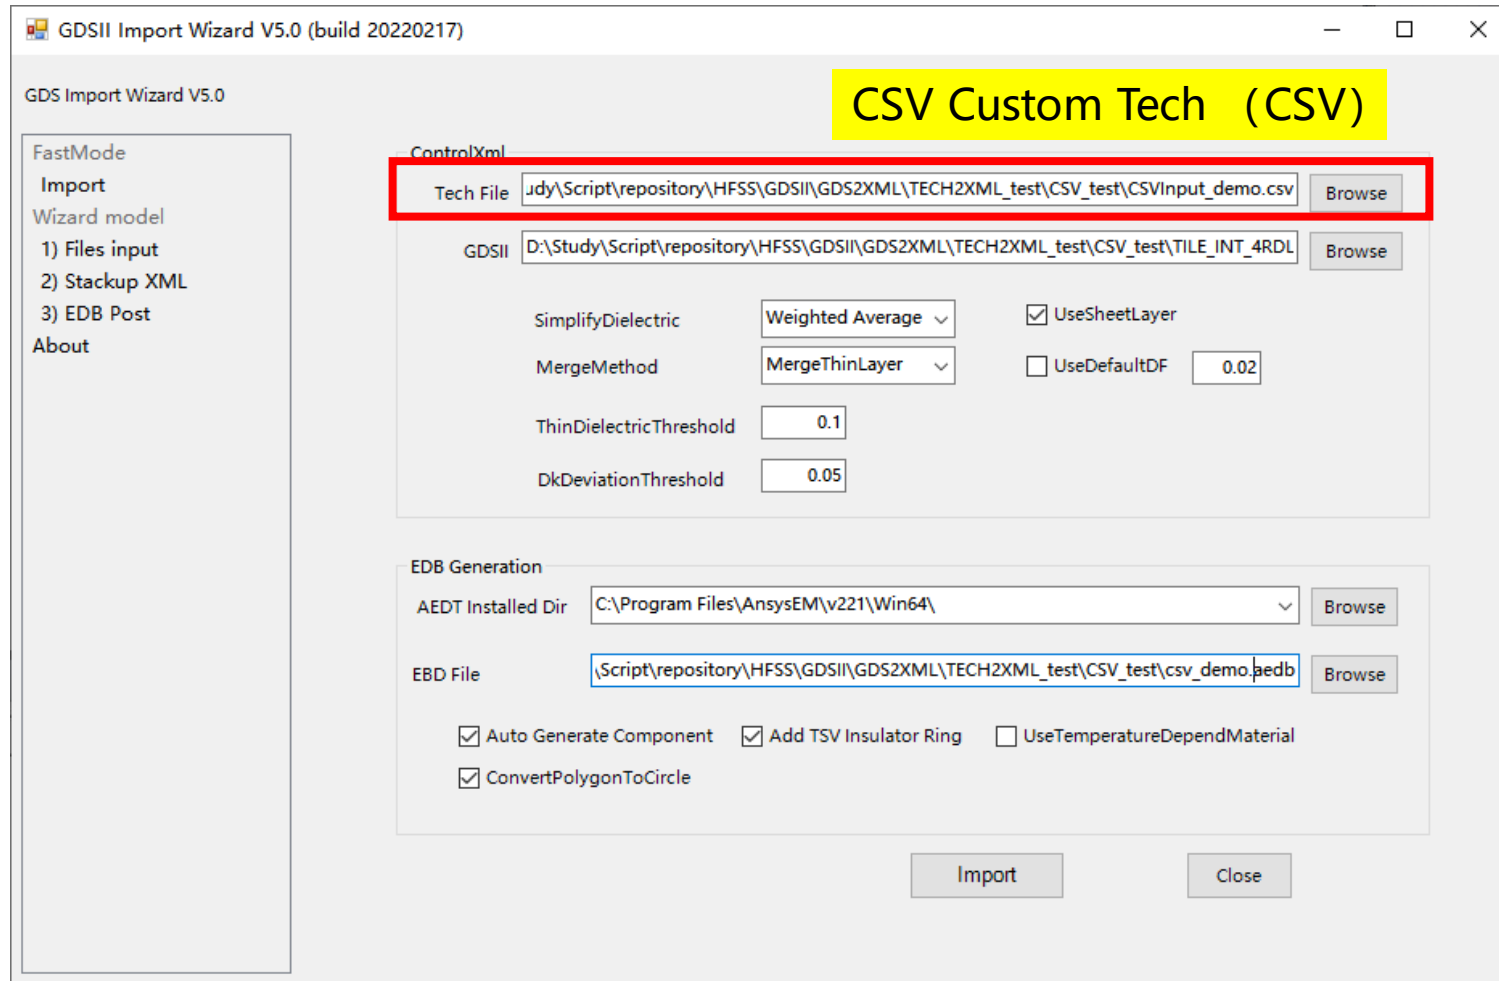 GDSII Import Wizard V5.0 (build 20220217)
GDS Import Wizard V5.0
CSV Custom Tech （CSV）
FastMode
Import
Wizard model
1) Files input
2) Stackup XML
3) EDB Post
About
ControlXml
Tech File udy\Script\repository\HFSS\GDSII\GDS2XML\TECH2XML_test\CSV_test\CSVInput_demo.csv Browse
GDSII D:\Study\Script\repository\HFSS\GDSII\GDS2XML\TECH2XML_test\CSV_test\TILE_INT_4RDL Browse
SimplifyDielectric Weighted Average UseSheetLayer
MergeMethod MergeThinLayer UseDefaultDF 0.02
ThinDielectricThreshold 0.1
DkDeviationThreshold 0.05
EDB Generation
AEDT Installed Dir C:\Program Files\AnsysEM\v221\Win64\ Browse
EBD File \Script\repository\HFSS\GDSII\GDS2XML\TECH2XML_test\CSV_test\csv_demo.aedb Browse
Auto Generate Component Add TSV Insulator Ring UseTemperatureDependMaterial
ConvertPolygonToCircle
Import Close